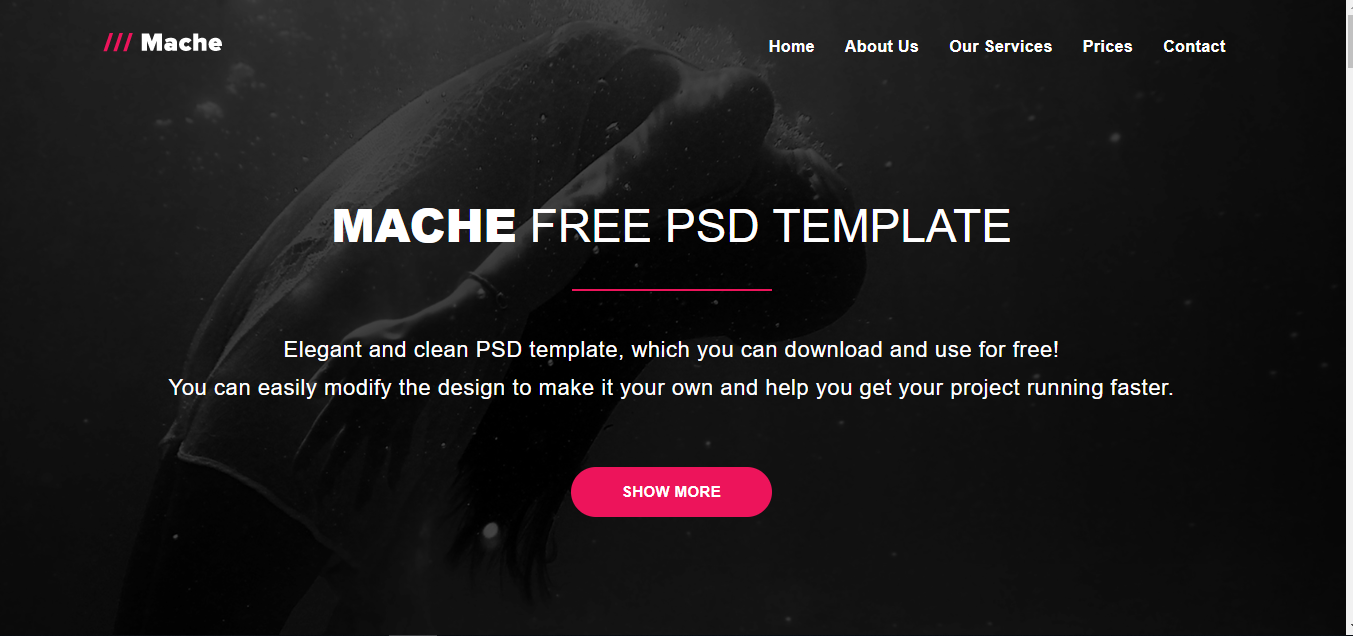 /// Mache
Home About Us Our Services Prices Contact
MACHE FREE PSD TEMPLATE
Elegant and clean PSD template, which you can download and use for free!
You can easily modify the design to make it your own and help you get your project running faster.
SHOW MORE